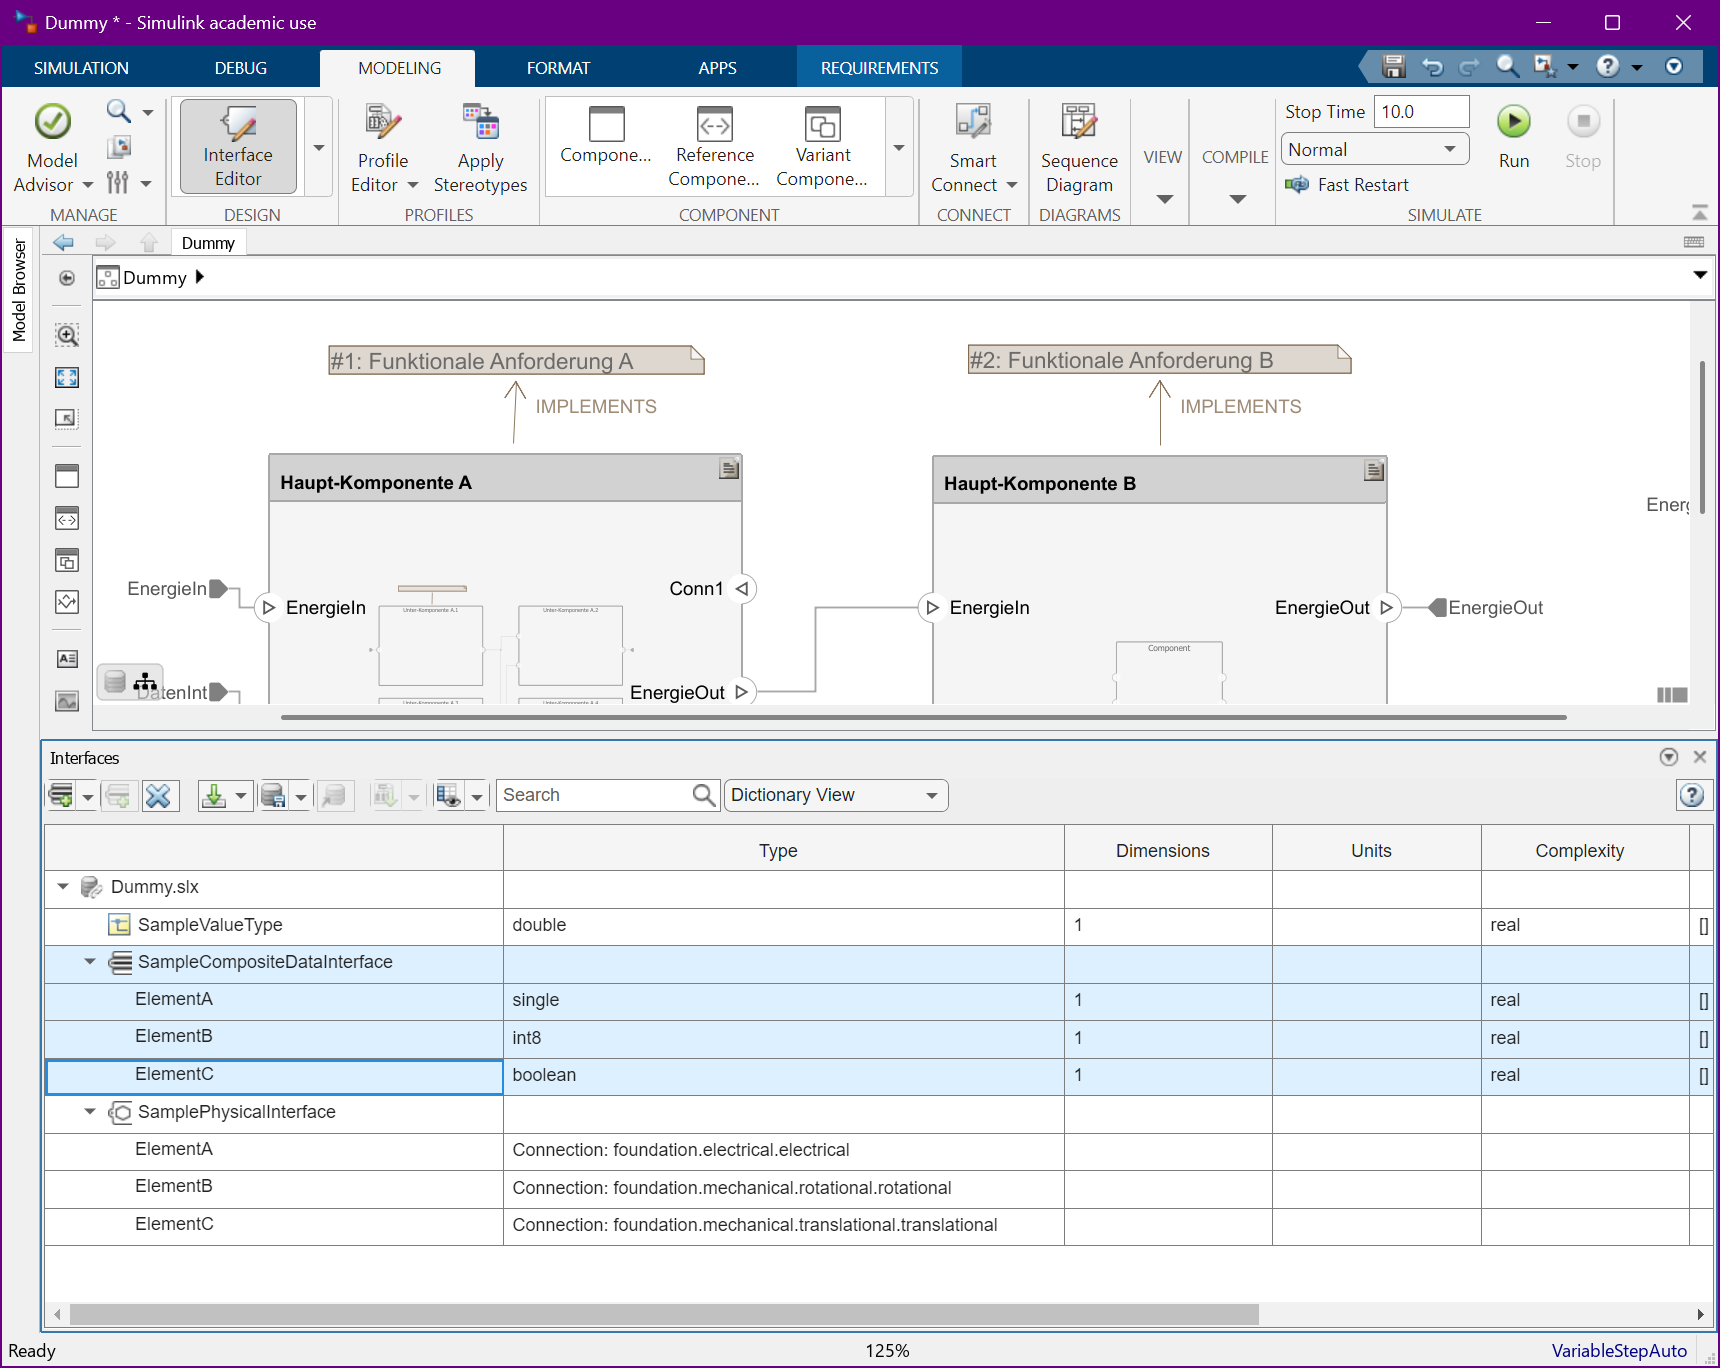 Dummy * - Simulink academic use
SIMULATION DEBUG MODELING FORMAT APPS REQUIREMENTS
Model Advisor
MANAGE
Interface Editor
DESIGN
Profile Editor
Apply Stereotypes
PROFILES
Compone...
Reference Compone...
Variant Compone...
COMPONENT
Smart Connect
CONNECT
Sequence Diagram
DIAGRAMS
VIEW
COMPILE
Stop Time 10.0
Normal
Fast Restart
Run
Stop
SIMULATE
Model Browser
Dummy
Dummy
#1: Funktionale Anforderung A
#2: Funktionale Anforderung B
IMPLEMENTS
IMPLEMENTS
Haupt-Komponente A
Haupt-Komponente B
Energ
EnergieIn
EnergieIn
Conn1
EnergieIn
EnergieOut
EnergieOut
Unter-Komponente A.1
Unter-Komponente A.2
Component
DatenInt
EnergieOut
Unter-Komponente A.3
Unter-Komponente A.4
Interfaces
Search
Dictionary View
Type Dimensions Units Complexity
Dummy.slx
SampleValueType double 1 real []
SampleCompositeDataInterface
ElementA single 1 real []
ElementB int8 1 real []
ElementC boolean 1 real []
SamplePhysicalInterface
ElementA Connection: foundation.electrical.electrical
ElementB Connection: foundation.mechanical.rotational.rotational
ElementC Connection: foundation.mechanical.translational.translational
Ready 125% VariableStepAuto